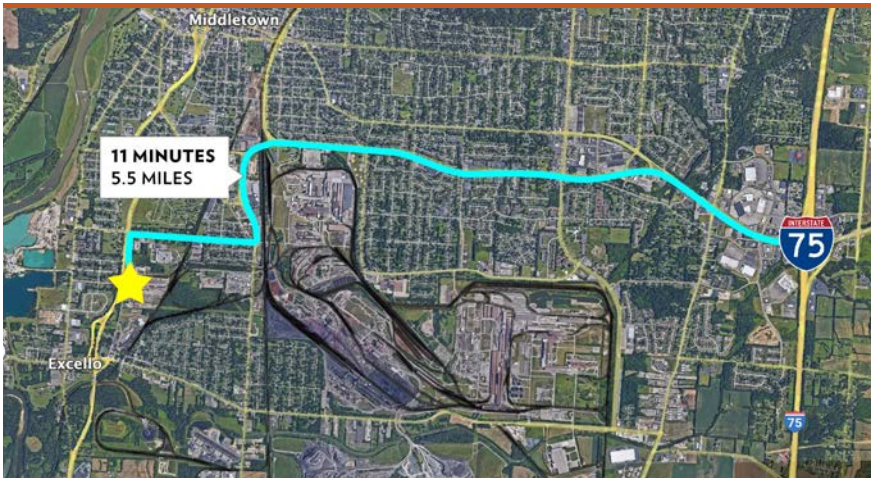 Middletown
11 MINUTES
5.5 MILES
INTERSTATE
75
Excello
75